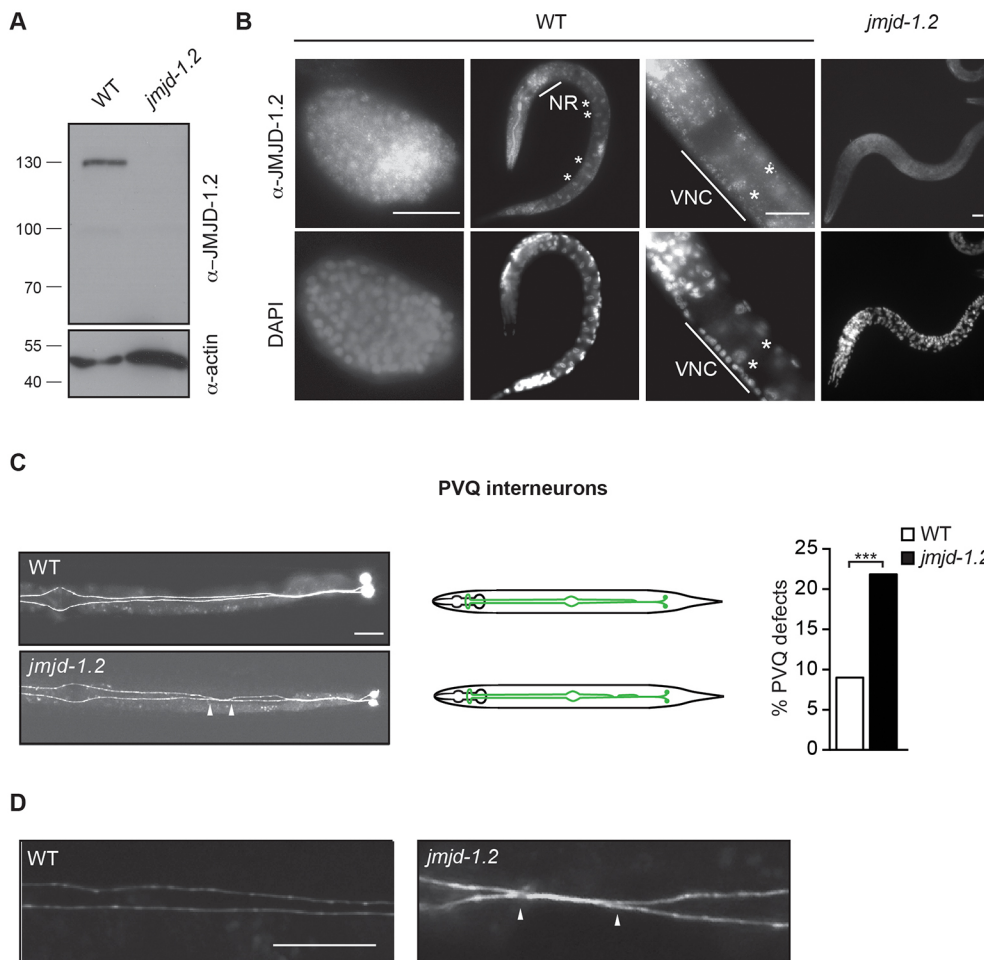 A
WT
jmjd-1.2
130
100
70
55
40
α–JMJD-1.2
α-actin
B
WT
jmjd-1.2
α-JMJD-1.2
DAPI
NR
*
*
*
*
VNC
*
*
VNC
*
*
C
PVQ interneurons
WT
jmjd-1.2
% PVQ defects
25
20
15
10
5
0
***
WT
jmjd-1.2
D
WT
jmjd-1.2